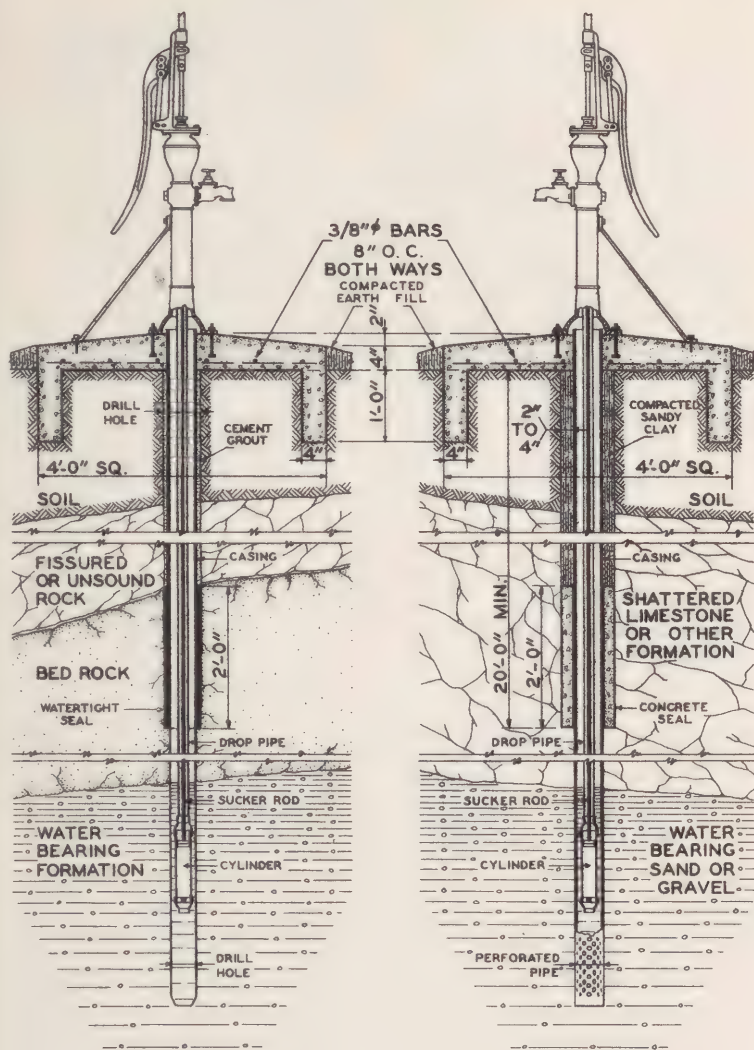 3/8"ϕ BARS
8" O. C.
BOTH WAYS
COMPACTED
EARTH FILL
2"
4"
1'-0"
DRILL
HOLE
CEMENT
GROUT
4"
4'-0" SQ.
SOIL
CASING
FISSURED
OR UNSOUND
ROCK
BED ROCK
2'-0"
WATERTIGHT
SEAL
DROP PIPE
SUCKER ROD
WATER
BEARING
FORMATION
CYLINDER
DRILL
HOLE
2"
TO
4"
COMPACTED
SANDY
CLAY
4"
4'-0" SQ.
SOIL
CASING
SHATTERED
LIMESTONE
OR OTHER
FORMATION
20'-0" MIN.
2'-0"
CONCRETE
SEAL
DROP PIPE
SUCKER ROD
WATER
BEARING
SAND OR
GRAVEL
CYLINDER
PERFORATED
PIPE